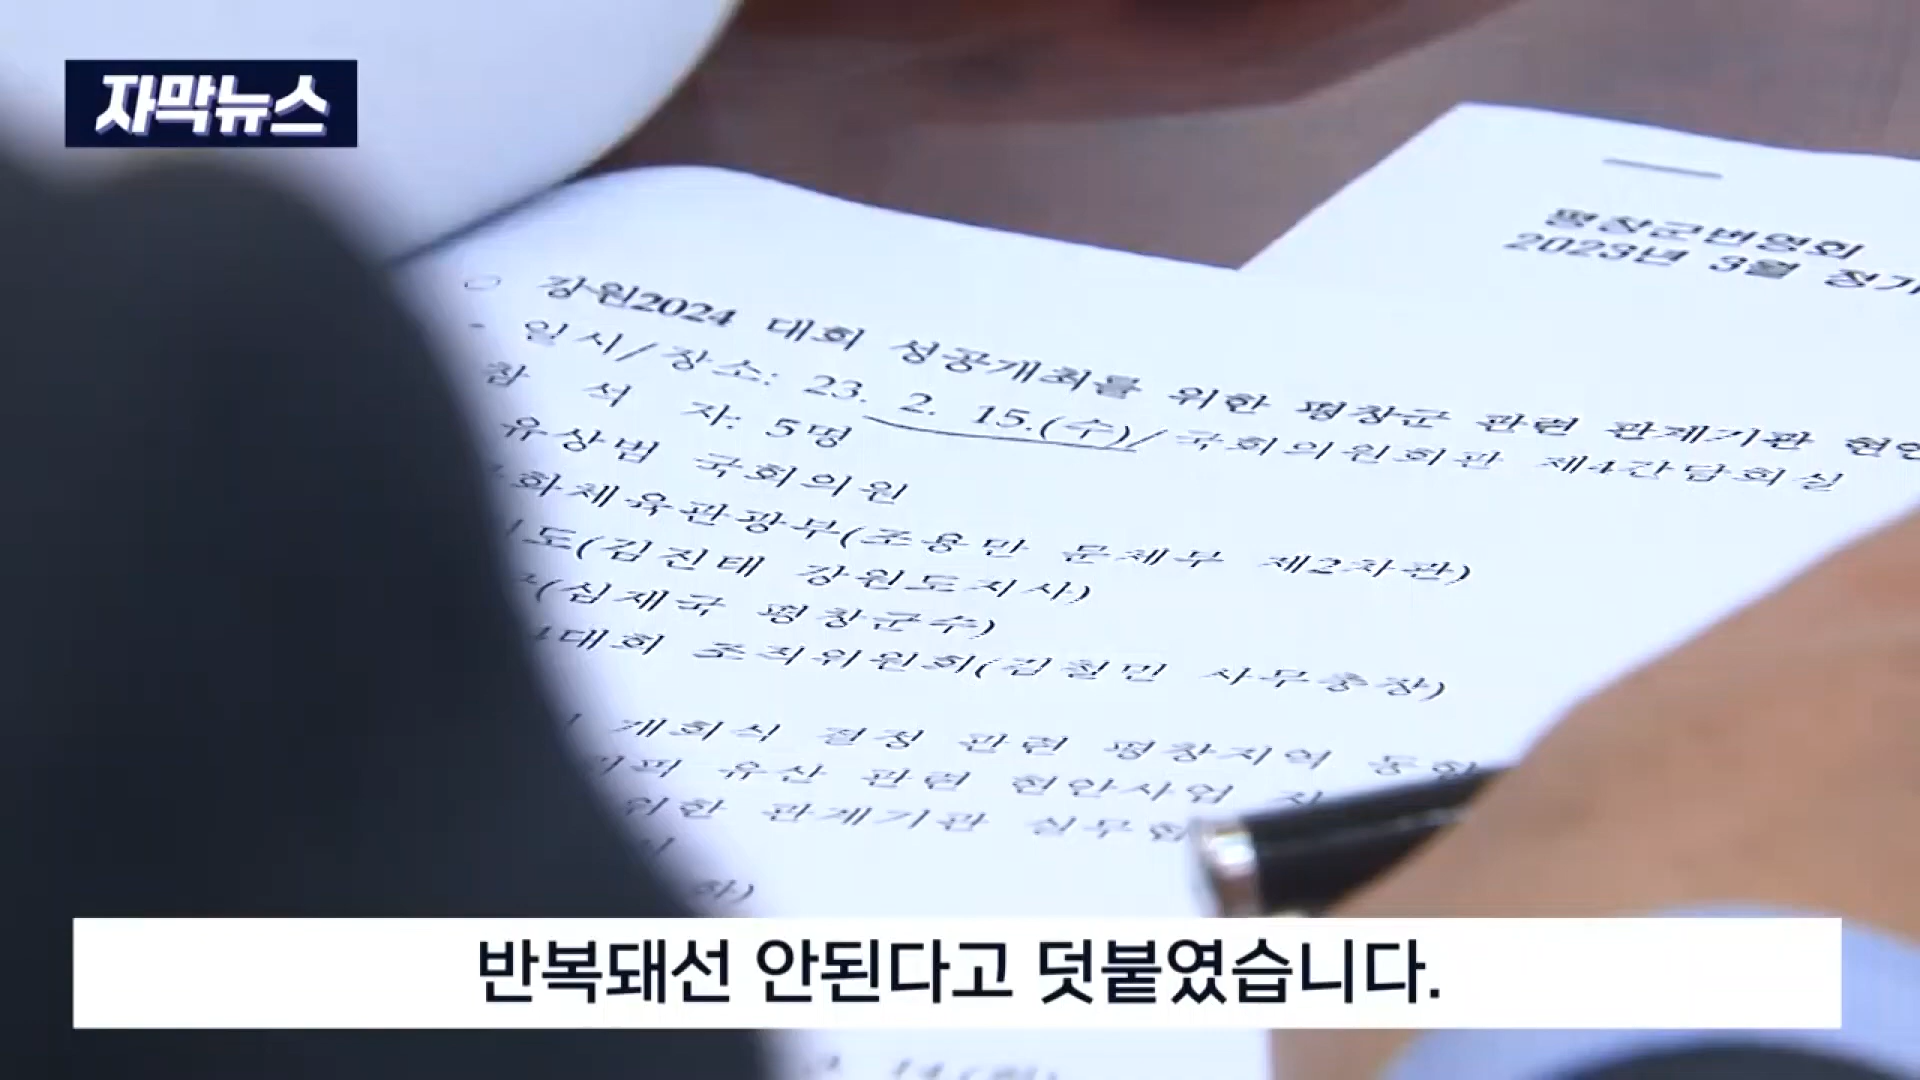 자막뉴스
평창군번영회
2023년 3월 정기
○ 강원2024 대회 성공개최를 위한 평창군 관련 관계기관 현안
- 일시/장소: 23. 2. 15.(수)/ 국회의원회관 제4간담회실
참 석 자: 5명
유상범 국회의원
화체육관광부(조용만 문체부 제2차관)
도(김진태 강원도지사)
(심재국 평창군수)
대회 조직위원회(김철민 사무총장)
개회식 결정 관련 평창지역 동향
유산 관련 현안사업
위한 관계기관 실무
반복돼선 안된다고 덧붙였습니다.